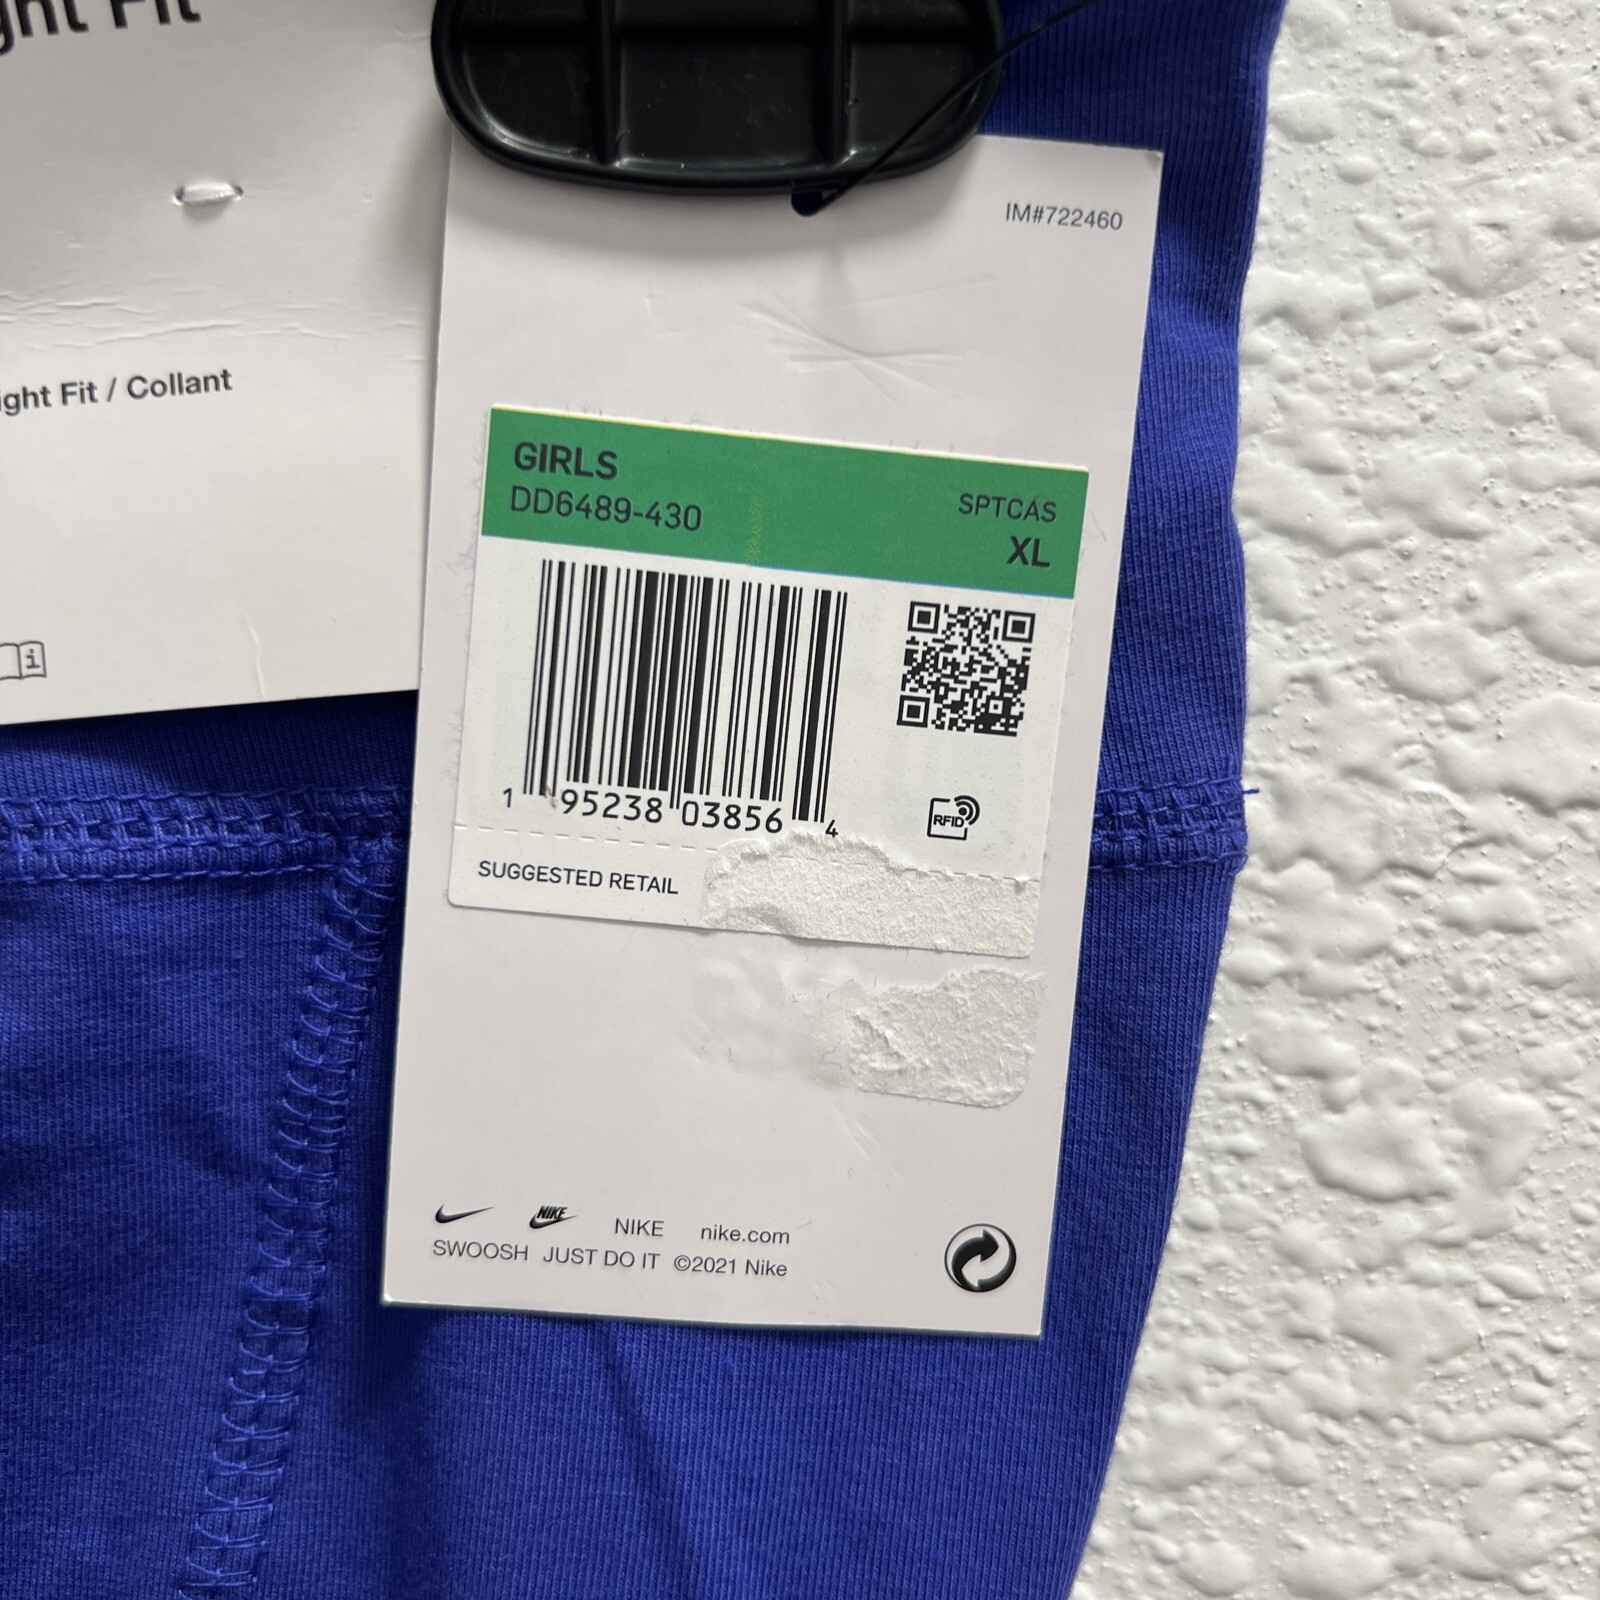 ght Fit
ight Fit / Collant
i
IM#722460
GIRLS
DD6489-430
SPTCAS
XL
1 95238 03856 4
RFID
SUGGESTED RETAIL
NIKE NIKE nike.com
SWOOSH JUST DO IT ©2021 Nike